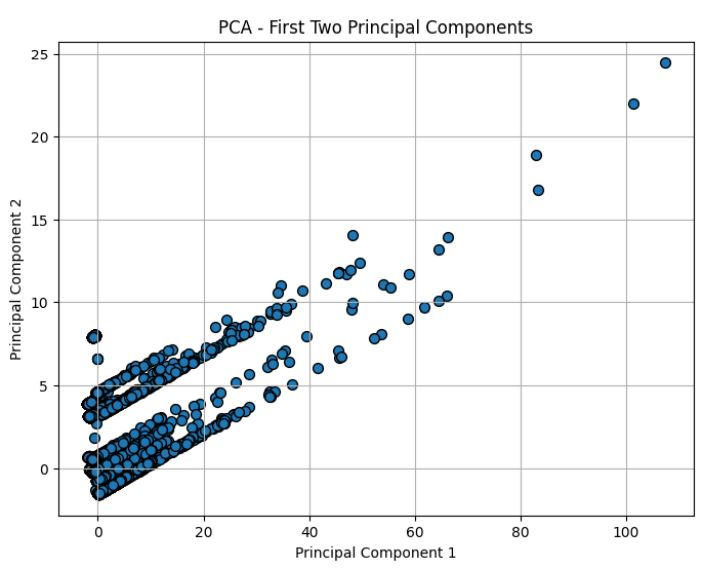 PCA - First Two Principal Components
25
20
15
10
5
0
Principal Component 2
0 20 40 60 80 100
Principal Component 1